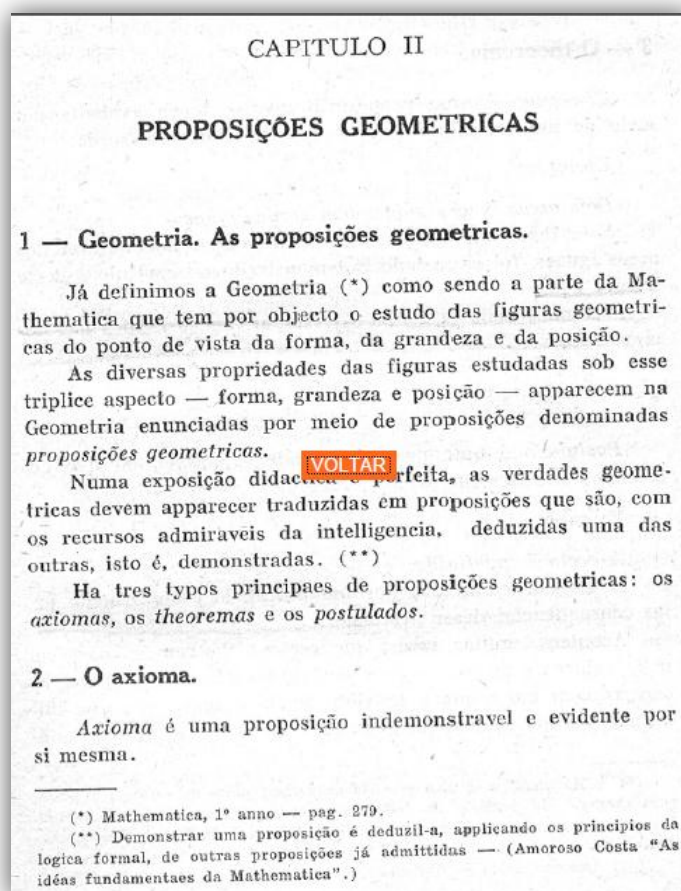 CAPITULO II
PROPOSIÇÕES GEOMETRICAS
1 — Geometria. As proposições geometricas.
Já definimos a Geometria (*) como sendo a parte da Ma-
thematica que tem por objecto o estudo das figuras geometri-
cas do ponto de vista da forma, da grandeza e da posição.
As diversas propriedades das figuras estudadas sob esse
triplice aspecto — forma, grandeza e posição — apparecem na
Geometria enunciadas por meio de proposições denominadas
proposições geometricas.
VOLTAR
Numa exposição as verdades geome-
tricas devem apparecer traduzidas em proposições que são, com
os recursos admiraveis da intelligencia, deduzidas uma das
outras, isto é, demonstradas. (**)
Ha tres typos principaes de proposições geometricas: os
axiomas, os theoremas e os postulados.
2 — O axioma.
Axioma é uma proposição indemonstravel e evidente por
si mesma.
(*) Mathematica, 1º anno — pag. 279.
(**) Demonstrar uma proposição é deduzil-a, applicando os principios da
logica formal, de outras proposições já admittidas — (Amoroso Costa "As
idéas fundamentaes da Mathematica".)